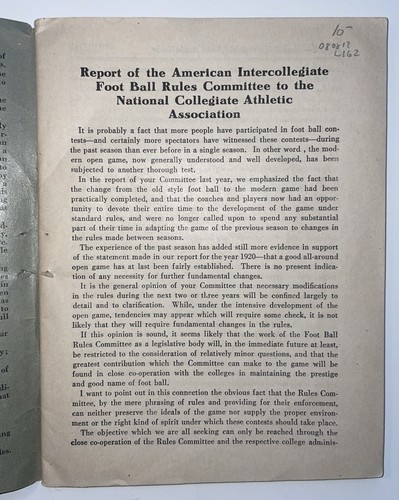 10-
080812
L162
Report of the American Intercollegiate
Foot Ball Rules Committee to the
National Collegiate Athletic
Association
It is probably a fact that more people have participated in foot ball con-
tests—and certainly more spectators have witnessed these contests—during
the past season than ever before in a single season. In other word , the mod-
ern open game, now generally understood and well developed, has been
subjected to another thorough test.
In the report of your Committee last year, we emphasized the fact that
the change from the old style foot ball to the modern game had been
practically completed, and that the coaches and players now had an oppor-
tunity to devote their entire time to the development of the game under
standard rules, and were no longer called upon to spend any substantial
part of their time in adapting the game of the previous season to changes in
the rules made between seasons.
The experience of the past season has added still more evidence in support
of the statement made in our report for the year 1920—that a good all-around
open game has at last been fairly established. There is no present indica-
tion of any necessity for further fundamental changes.
It is the general opinion of your Committee that necessary modifications
in the rules during the next two or three years will be confined largely to
detail and to clarification. While, under the intensive development of the
open game, tendencies may appear which will require some check, it is not
likely that they will require fundamental changes in the rules.
If this opinion is sound, it seems likely that the work of the Foot Ball
Rules Committee as a legislative body will, in the immediate future at least,
be restricted to the consideration of relatively minor questions, and that the
greatest contribution which the Committee can make to the game will be
found in close co-operation with the colleges in maintaining the prestige
and good name of foot ball.
I want to point out in this connection the obvious fact that the Rules Com-
mittee, by the mere phrasing of rules and providing for their enforcement,
can neither preserve the ideals of the game nor supply the proper environ-
ment or the right kind of spirit under which these contests should take place.
The objective which we are all seeking can only be reached through the
close co-operation of the Rules Committee and the respective college adminis-